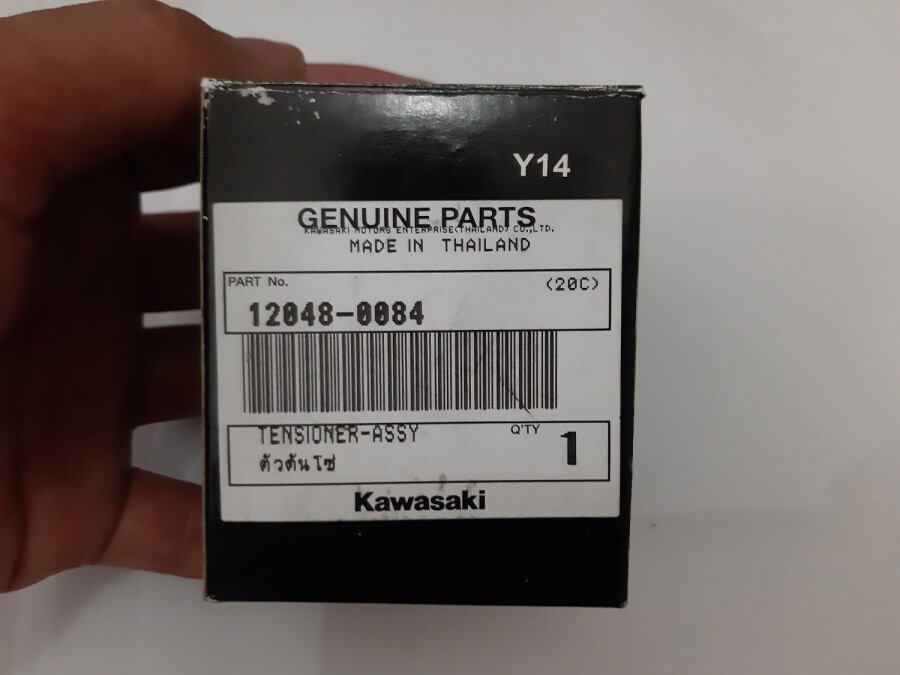 Y14
GENUINE PARTS
KAWASAKI MOTORS ENTERPRISE(THAILAND) CO.,LTD.
MADE IN THAILAND
PART No.
(20C)
12048-0084
TENSIONER-ASSY
Q'TY
1
ตัวดันโซ่
Kawasaki